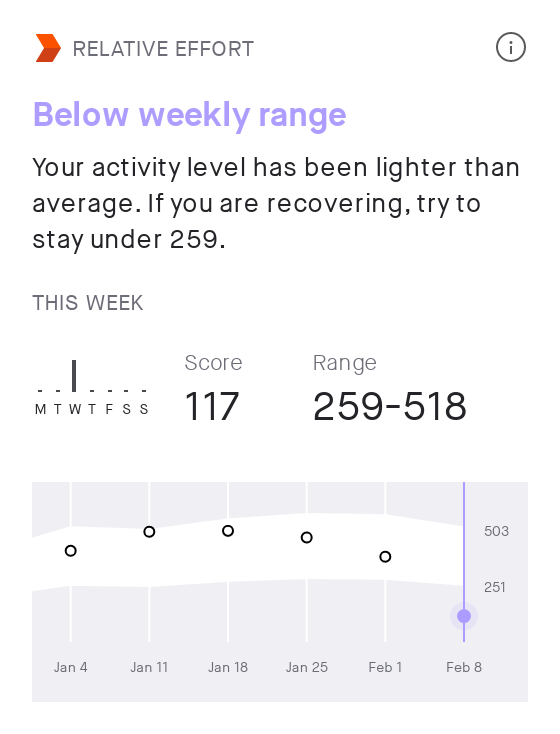 RELATIVE EFFORT
Below weekly range
Your activity level has been lighter than
average. If you are recovering, try to
stay under 259.
THIS WEEK
Score
Range
117
259-518
M T W T F S S
503
251
Jan 4
Jan 11
Jan 18
Jan 25
Feb 1
Feb 8